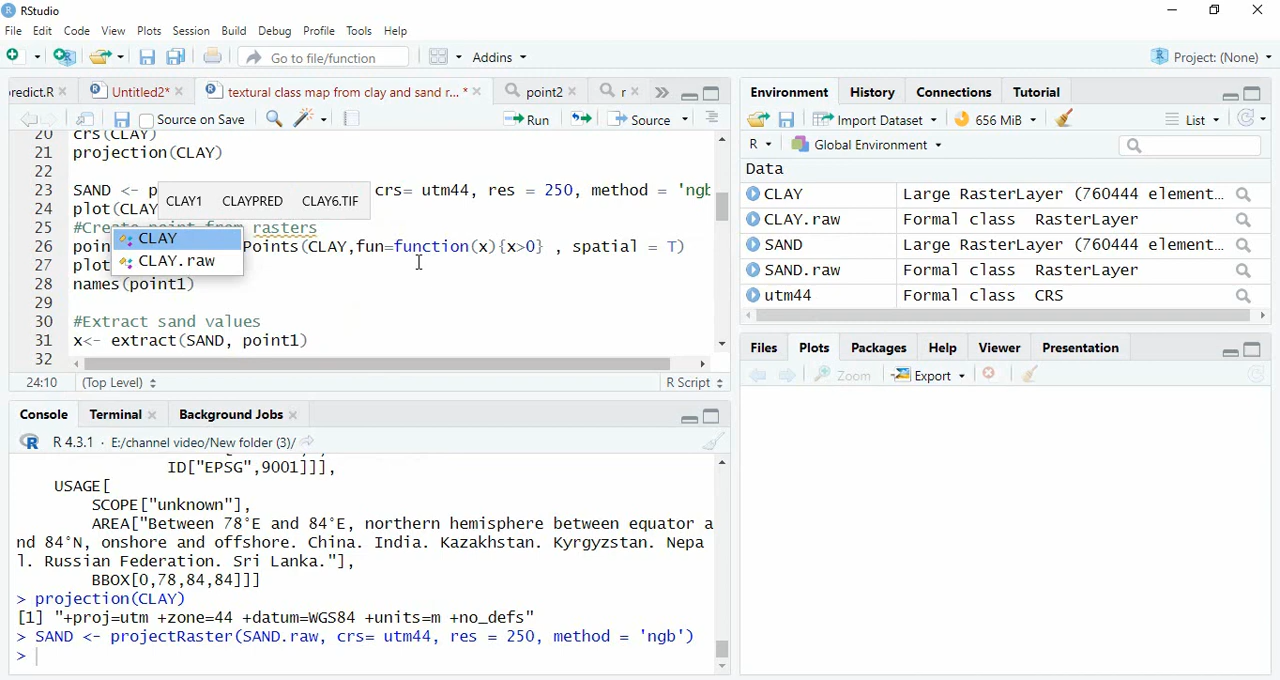 RStudio
File Edit Code View Plots Session Build Debug Profile Tools Help
Go to file/function Addins Project: (None)
redict.R Untitled2* textural class map from clay and sand r... * point2 r
Source on Save Run Source
20 crs(CLAY)
21 projection(CLAY)
22
23 SAND <- p crs= utm44, res = 250, method = 'ngb
CLAY1 CLAYPRED CLAY6.TIF
24 plot(CLAY
25 #Create point from rasters
CLAY
26 poin Points(CLAY,fun=function(x){x>0} , spatial = T)
CLAY.raw
27 plot
28 names(point1)
29
30 #Extract sand values
31 x<- extract(SAND, point1)
32
24:10 (Top Level) R Script
Console Terminal Background Jobs
R 4.3.1 · E:/channel video/New folder (3)/
ID["EPSG",9001]]],
USAGE[
SCOPE["unknown"],
AREA["Between 78°E and 84°E, northern hemisphere between equator a
nd 84°N, onshore and offshore. China. India. Kazakhstan. Kyrgyzstan. Nepa
l. Russian Federation. Sri Lanka."],
BBOX[0,78,84,84]]]
> projection(CLAY)
[1] "+proj=utm +zone=44 +datum=WGS84 +units=m +no_defs"
> SAND <- projectRaster(SAND.raw, crs= utm44, res = 250, method = 'ngb')
>
Environment History Connections Tutorial
Import Dataset 656 MiB List
R Global Environment
Data
CLAY Large RasterLayer (760444 element...
CLAY.raw Formal class RasterLayer
SAND Large RasterLayer (760444 element...
SAND.raw Formal class RasterLayer
utm44 Formal class CRS
Files Plots Packages Help Viewer Presentation
Zoom Export